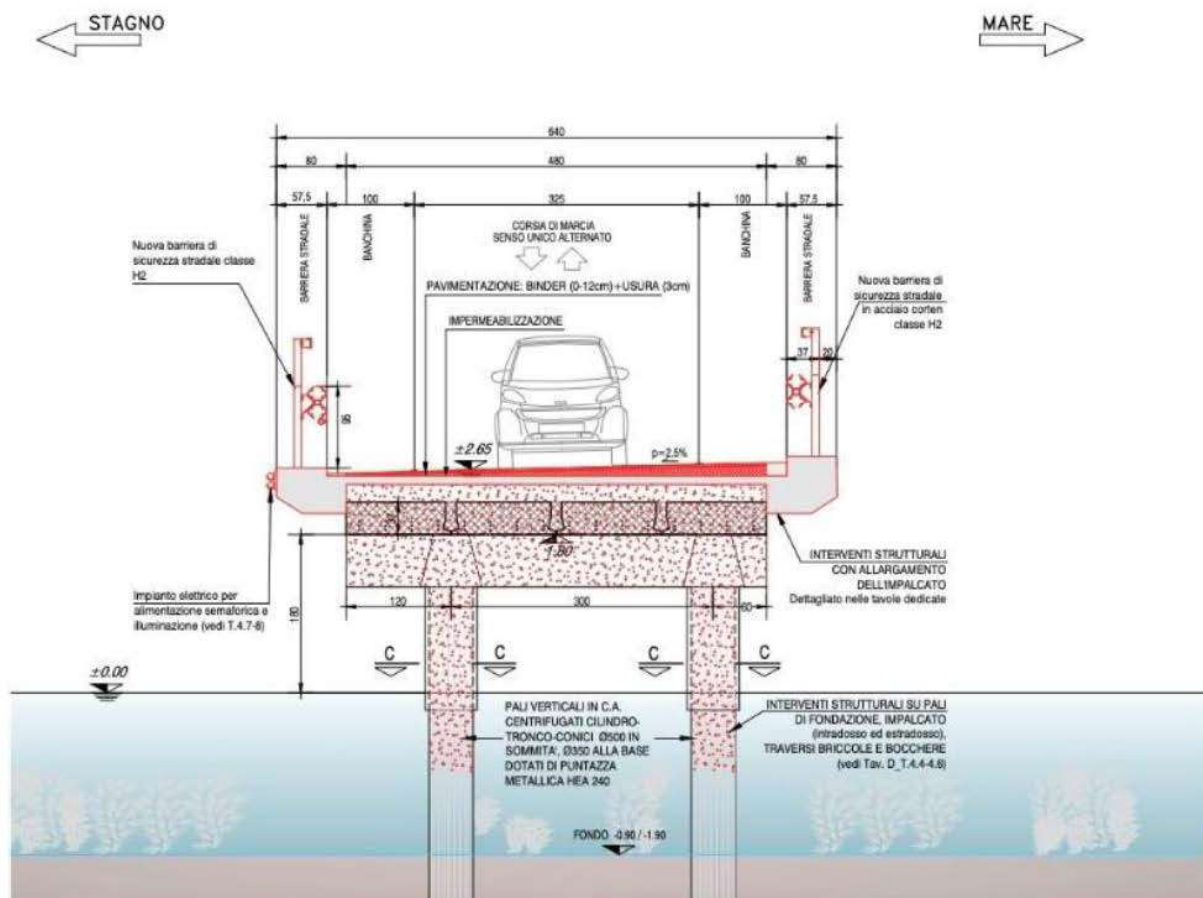 STAGNO
MARE
640
80
480
80
57,5
100
325
100
57,5
BARRIERA STRADALE
BANCHINA
CORSIA DI MARCIA
SENSO UNICO ALTERNATO
BANCHINA
BARRIERA STRADALE
Nuova barriera di
sicurezza stradale classe
H2
PAVIMENTAZIONE: BINDER (0-12cm)+USURA (3cm)
IMPERMEABILIZZAZIONE
Nuova barriera di
sicurezza stradale
in acciaio corten
classe H2
37
20
95
±2.65
p=2.5%
1.80
INTERVENTI STRUTTURALI
CON ALLARGAMENTO
DELL'IMPALCATO
Dettagliato nelle tavole dedicate
Impianto elettrico per
alimentazione semaforica e
illuminazione (vedi T.4.7-8)
180
120
300
60
C
C
C
C
±0.00
PALI VERTICALI IN C.A.
CENTRIFUGATI CILINDRO-
TRONCO-CONICI Ø500 IN
SOMMITA', Ø350 ALLA BASE
DOTATI DI PUNTAZZA
METALLICA HEA 240
INTERVENTI STRUTTURALI SU PALI
DI FONDAZIONE, IMPALCATO
(intradosso ed estradosso),
TRAVERSI BRICCOLE E BOCCHERE
(vedi Tav. D_T.4.4-4.6)
FONDO -0.90 / -1.90